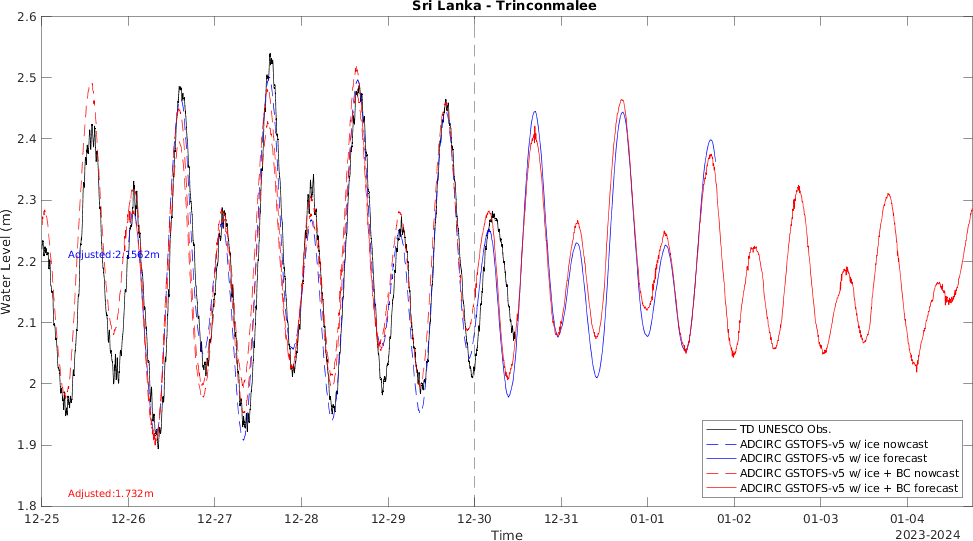 Sri Lanka - Trinconmalee
2.6
2.5
2.4
2.3
2.2
2.1
2
1.9
1.8
Water Level (m)
Adjusted:2.1562m
Adjusted:1.732m
TD UNESCO Obs.
ADCIRC GSTOFS-v5 w/ ice nowcast
ADCIRC GSTOFS-v5 w/ ice forecast
ADCIRC GSTOFS-v5 w/ ice + BC nowcast
ADCIRC GSTOFS-v5 w/ ice + BC forecast
12-25 12-26 12-27 12-28 12-29 12-30 12-31 01-01 01-02 01-03 01-04
Time
2023-2024